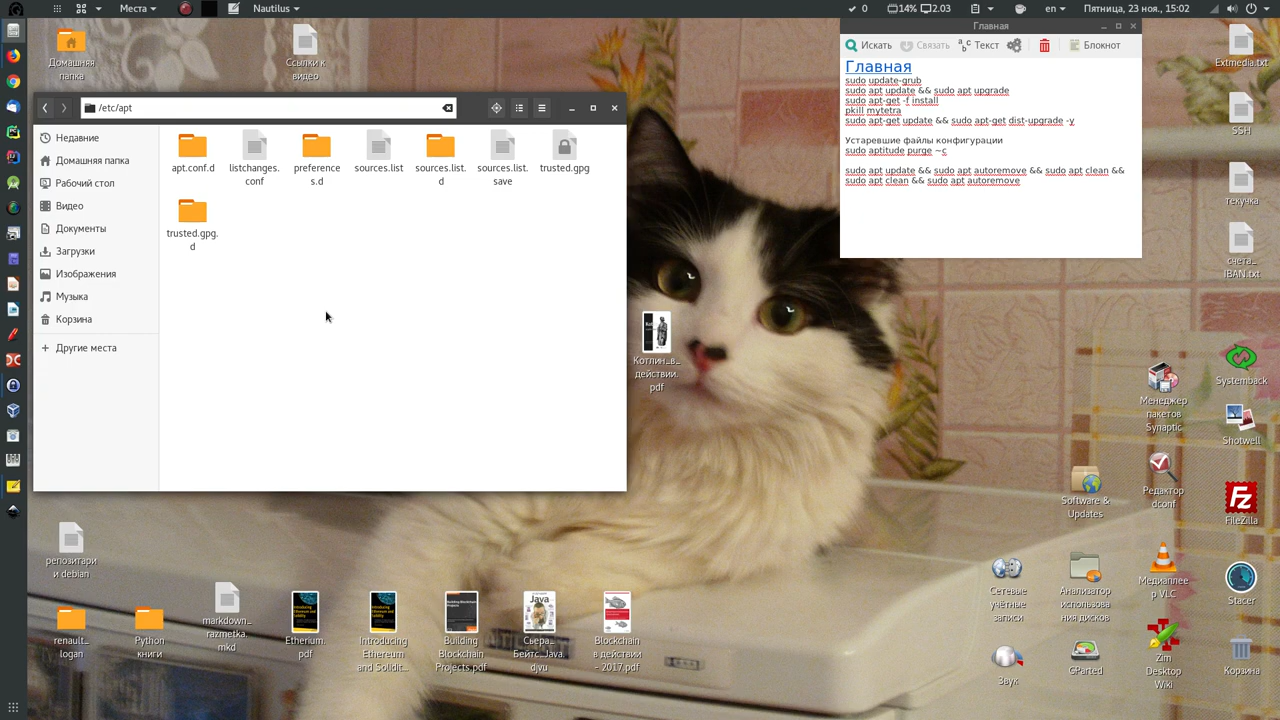 Места
Nautilus
0
14°C/2.03
en
Пятница, 23 ноя, 15:02
Домашняя
папка
Ссылки к
видео
/etc/apt
Недавние
Домашняя папка
Рабочий стол
Видео
Документы
Загрузки
Изображения
Музыка
Корзина
Другие места
apt.conf.d
listchanges.
conf
preference
s.d
sources.list
sources.list.
d
sources.list.
save
trusted.gpg
trusted.gpg.
d
Главная
Искать
Связать
Текст
Блокнот
Главная
sudo update-grub
sudo apt update && sudo apt upgrade
sudo apt-get -f install
pkill mytetra
sudo apt-get update && sudo apt-get dist-upgrade -y
Устаревшие файлы конфигурации
sudo aptitude purge ~c
sudo apt update && sudo apt autoremove && sudo apt clean &&
sudo apt clean && sudo apt autoremove
Extmedia.txt
SSH
текучка
счета_
IBAN.txt
Котлин_в_
действии.
pdf
Systemback
Менеджер
пакетов
Synaptic
Shotwell
Software &
Updates
Редактор
dconf
FileZilla
Сетевые
учётные
записи
Анализатор
использова
ния дисков
Медиаплее
р VLC
Stacer
Звук
GParted
Zim
Desktop
Wiki
Корзина
репозитари
и debian
renault_
logan
Python
книги
markdown_
razmetka.
mkd
Etherium.
pdf
Introducing
Ethereum
and Solidit...
Building
Blockchain
Projects.pdf
Java
Сьера_
Бейтс_Java.
djvu
Blockchain
в действии
- 2017.pdf